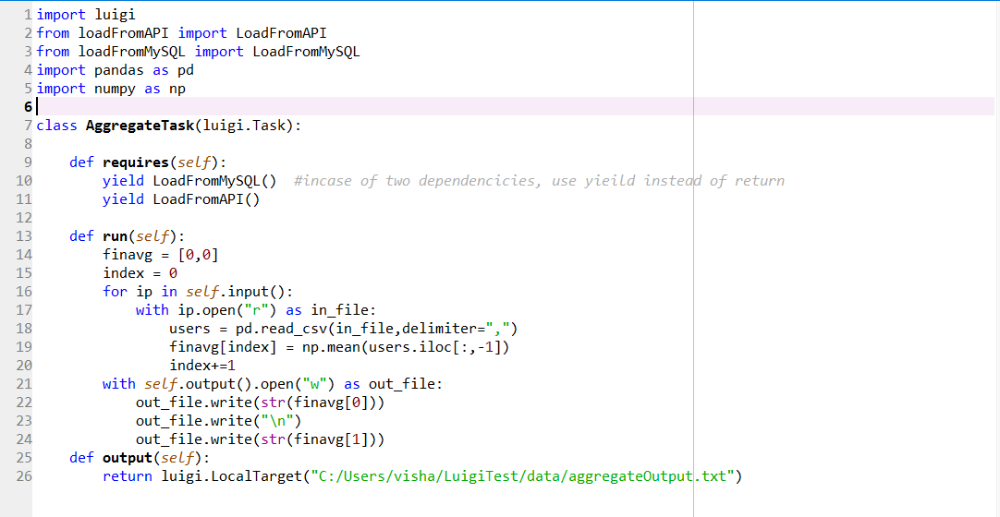 1 import luigi
2 from loadFromAPI import LoadFromAPI
3 from loadFromMySQL import LoadFromMySQL
4 import pandas as pd
5 import numpy as np
6
7 class AggregateTask(luigi.Task):
8
9     def requires(self):
10         yield LoadFromMySQL()  #incase of two dependencicies, use yieild instead of return
11         yield LoadFromAPI()
12
13     def run(self):
14         finavg = [0,0]
15         index = 0
16         for ip in self.input():
17             with ip.open("r") as in_file:
18                 users = pd.read_csv(in_file,delimiter=",")
19                 finavg[index] = np.mean(users.iloc[:,-1])
20                 index+=1
21         with self.output().open("w") as out_file:
22             out_file.write(str(finavg[0]))
23             out_file.write("\n")
24             out_file.write(str(finavg[1]))
25     def output(self):
26         return luigi.LocalTarget("C:/Users/visha/LuigiTest/data/aggregateOutput.txt")